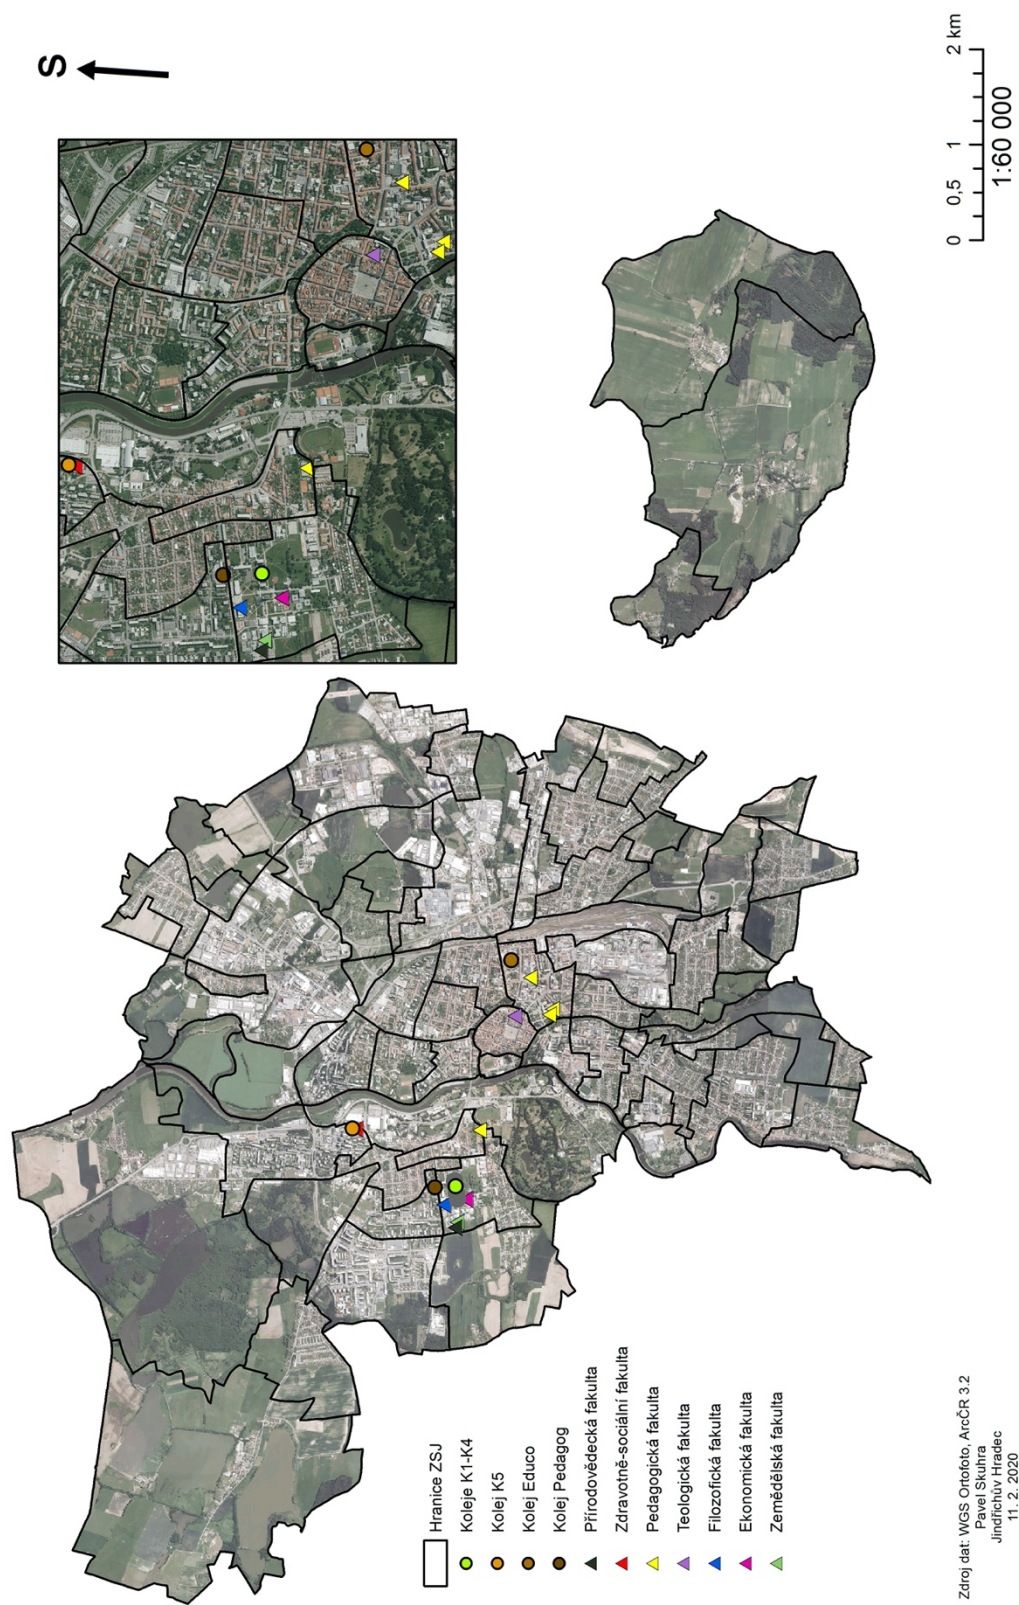 S
Hranice ZSJ
Koleje K1-K4
Kolej K5
Kolej Educo
Kolej Pedagog
Přírodovědecká fakulta
Zdravotně-sociální fakulta
Pedagogická fakulta
Teologická fakulta
Filozofická fakulta
Ekonomická fakulta
Zemědělská fakulta
0 0,5 1 2 km
1:60 000
Zdroj dat: WGS Ortofoto, ArcČR 3.2
Pavel Skuhra
Jindřichův Hradec
11. 2. 2020